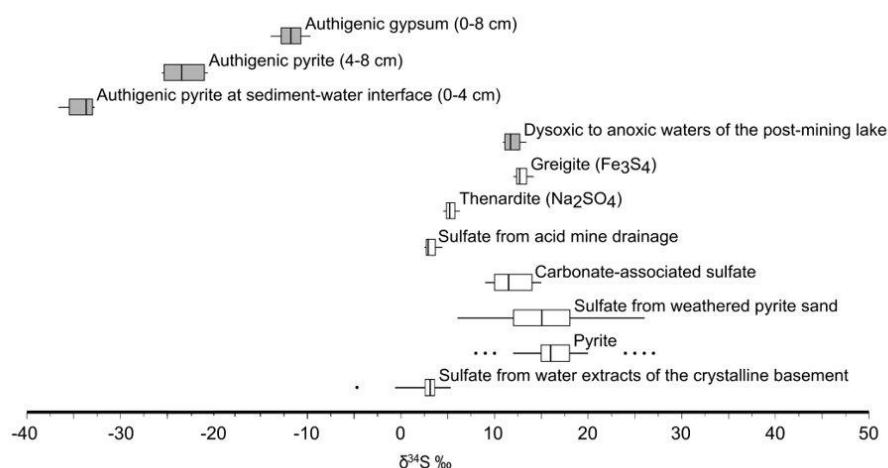 Authigenic gypsum (0-8 cm)
Authigenic pyrite (4-8 cm)
Authigenic pyrite at sediment-water interface (0-4 cm)
Dysoxic to anoxic waters of the post-mining lake
Greigite (Fe3S4)
Thenardite (Na2SO4)
Sulfate from acid mine drainage
Carbonate-associated sulfate
Sulfate from weathered pyrite sand
Pyrite
Sulfate from water extracts of the crystalline basement
-40 -30 -20 -10 0 10 20 30 40 50
δ34S ‰